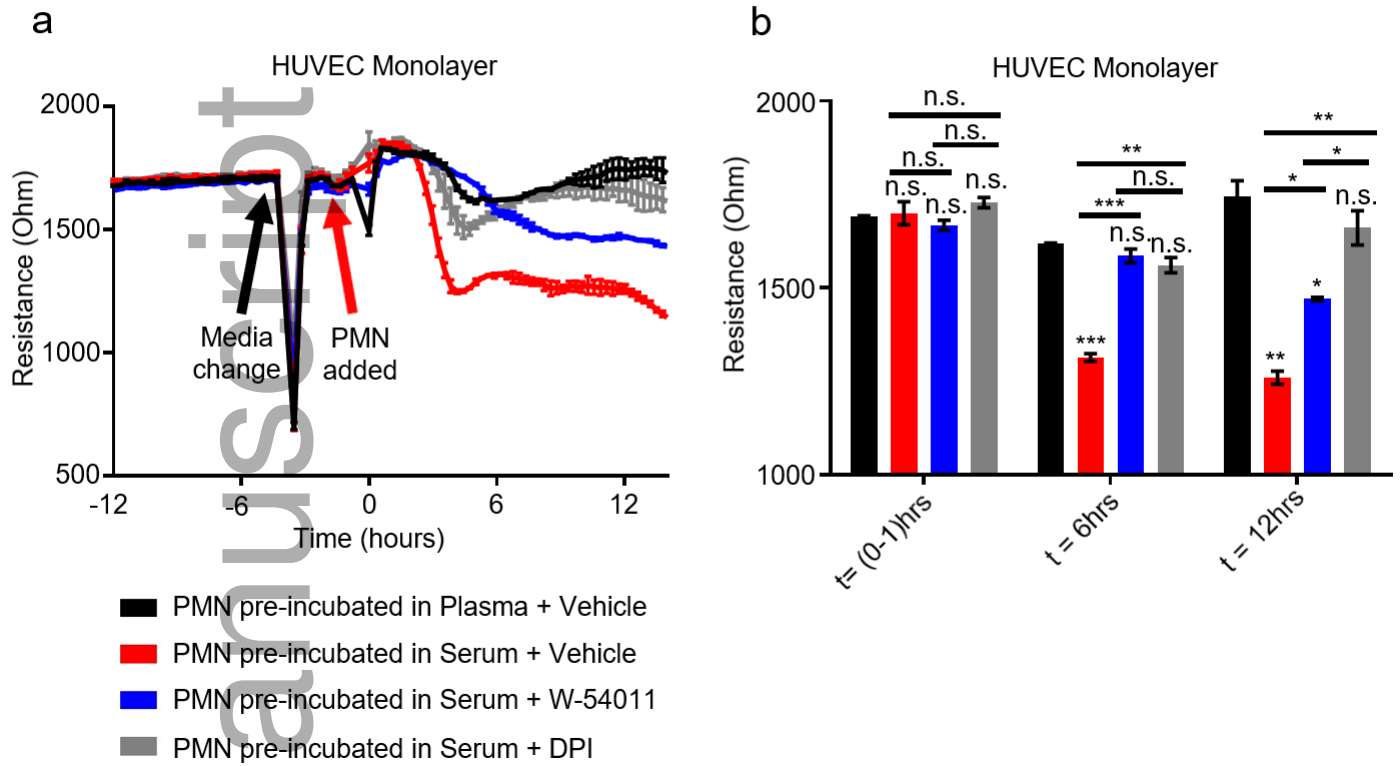 a
HUVEC Monolayer
Resistance (Ohm)
2000
1500
1000
500
-12
-6
0
6
12
Time (hours)
Media
change
PMN
added
anuscript
PMN pre-incubated in Plasma + Vehicle
PMN pre-incubated in Serum + Vehicle
PMN pre-incubated in Serum + W-54011
PMN pre-incubated in Serum + DPI
b
HUVEC Monolayer
Resistance (Ohm)
2000
1500
1000
n.s.
n.s.
n.s.
n.s.
n.s.
n.s.
**
n.s.
***
n.s.
n.s.
***
**
*
*
n.s.
*
**
t= (0-1)hrs
t = 6hrs
t = 12hrs